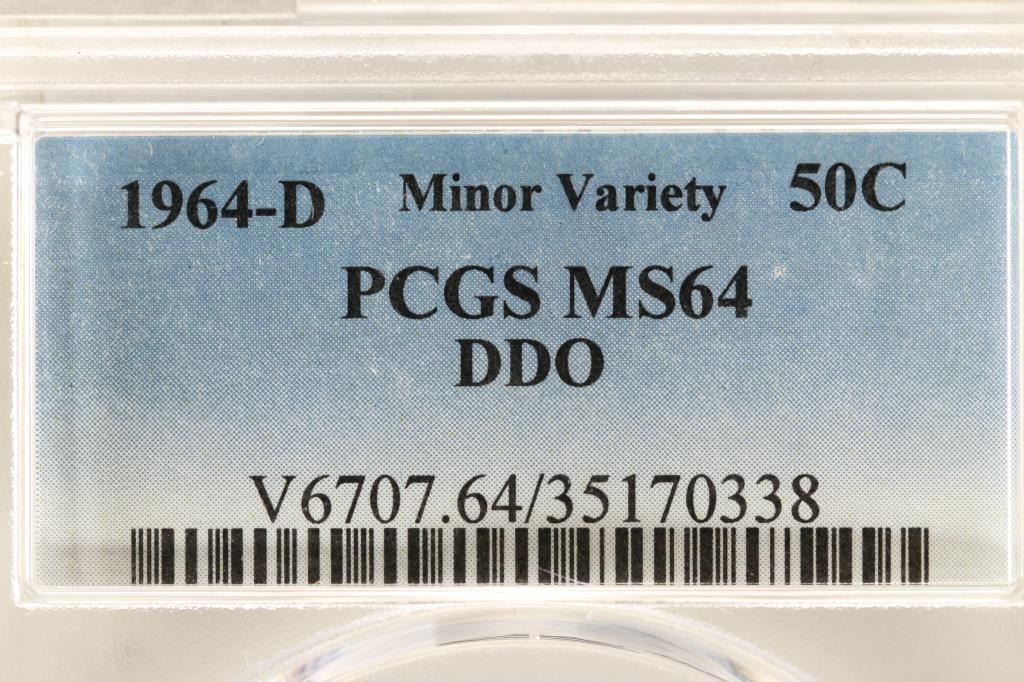 1964-D Minor Variety 50C
PCGS MS64
DDO
V6707.64/35170338